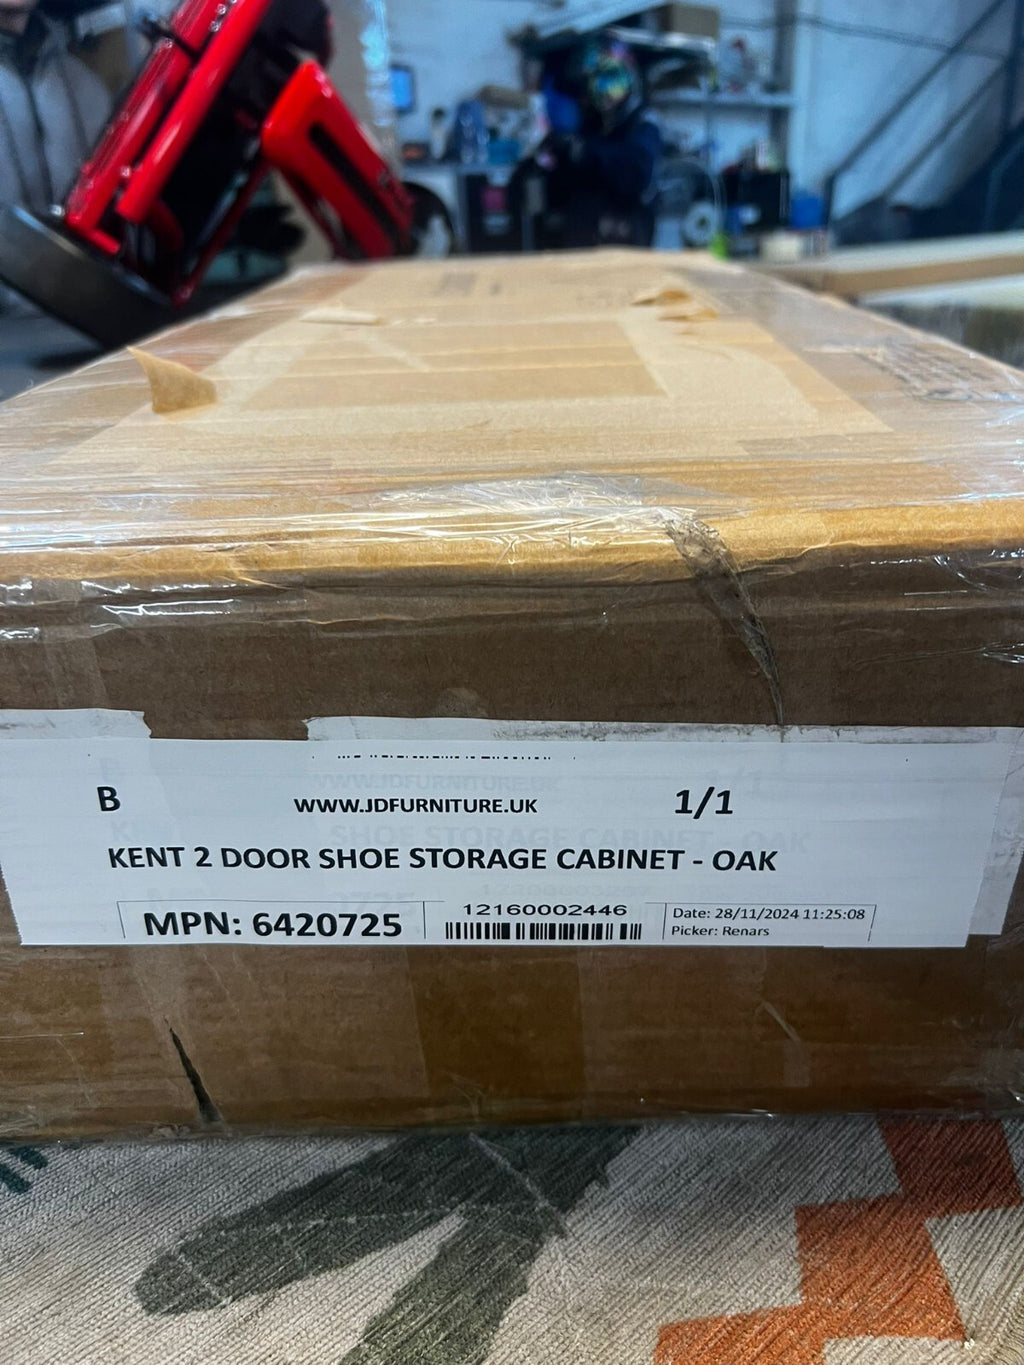 B
WWW.JDFURNITURE.UK
1/1
KENT 2 DOOR SHOE STORAGE CABINET - OAK
MPN: 6420725
12160002446
Date: 28/11/2024 11:25:08
Picker: Renars